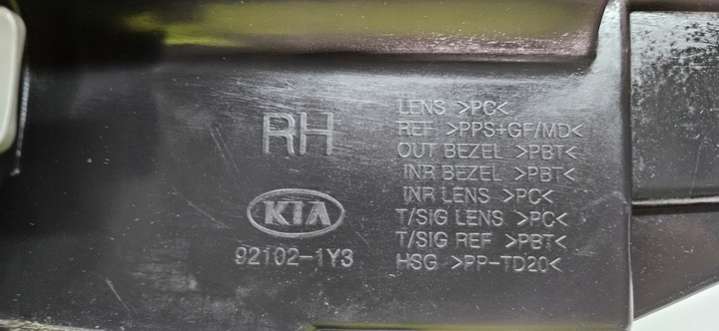 RH
KIA
92102-1Y3
LENS >PC<
REF >PPS+GF/MD<
OUT BEZEL >PBT<
INR BEZEL >PBT<
INR LENS >PC<
T/SIG LENS >PC<
T/SIG REF >PBT<
HSG >PP-TD20<